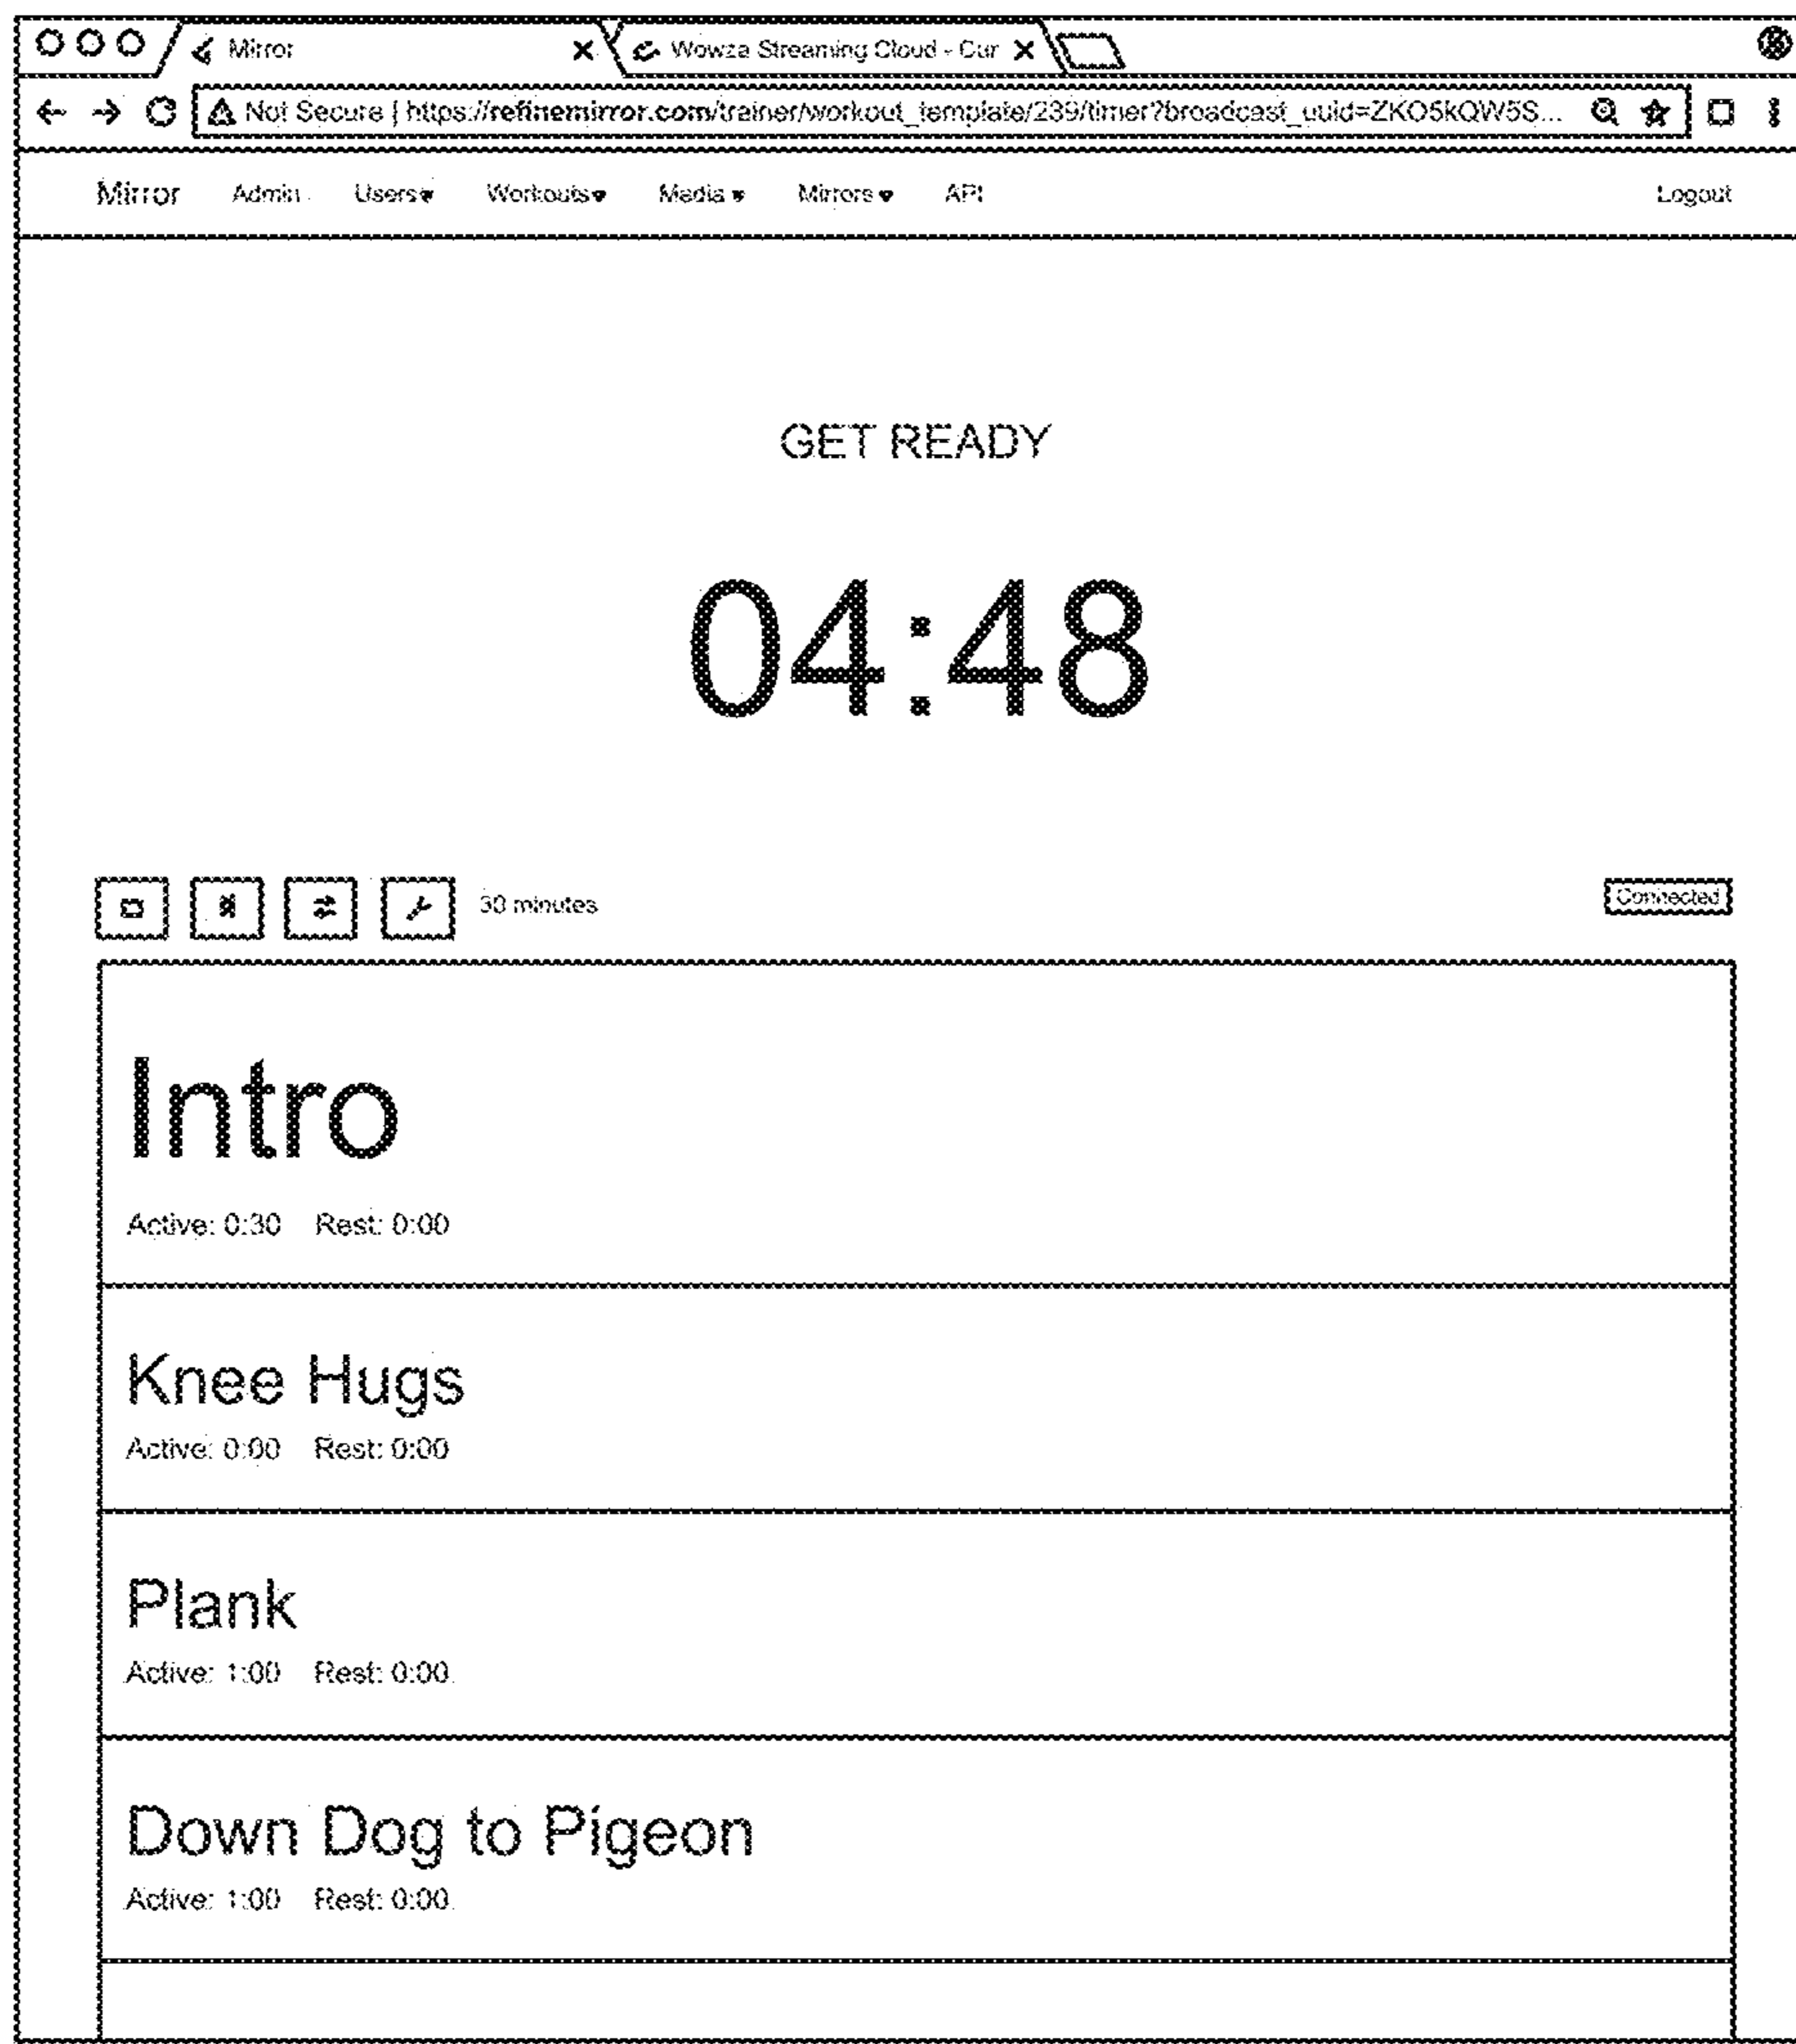 Mirror Wowza Streaming Cloud - Cur
Not Secure | https://refinemirror.com/trainer/workout_template/239/timer?broadcast_uuid=ZKO5kQW5S...
Mirror Admin Users Workouts Media Mirrors API Logout
GET READY
04:48
30 minutes Connected
Intro
Active: 0:30 Rest: 0:00
Knee Hugs
Active: 0:00 Rest: 0:00
Plank
Active: 1:00 Rest: 0:00
Down Dog to Pigeon
Active: 1:00 Rest: 0:00